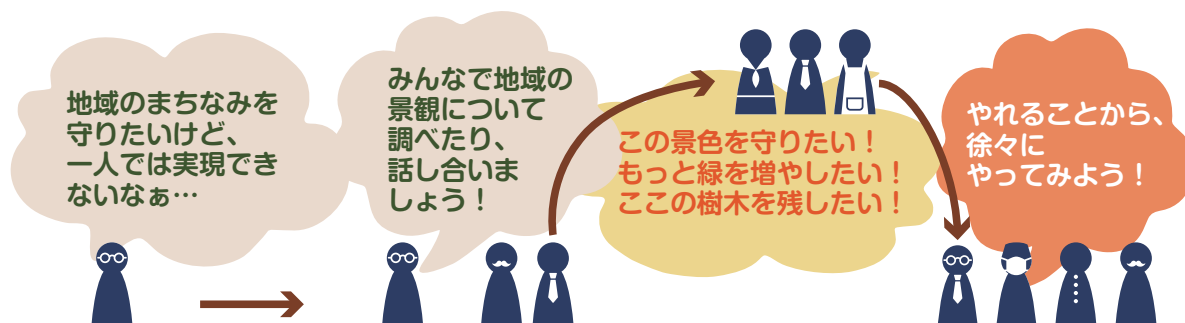 地域のまちなみを
守りたいけど、
一人では実現でき
ないなぁ…
みんなで地域の
景観について
調べたり、
話し合いま
しょう！
この景色を守りたい！
もっと緑を増やしたい！
ここの樹木を残したい！
やれることから、
徐々に
やってみよう！